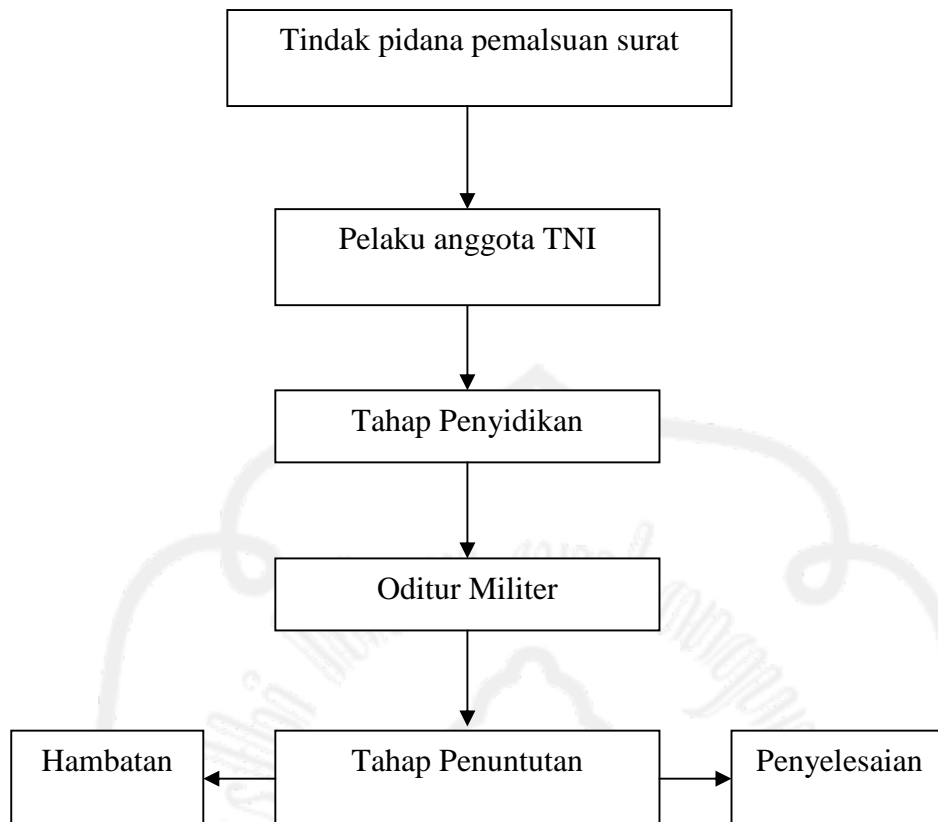 Tindak pidana pemalsuan surat
Pelaku anggota TNI
Tahap Penyidikan
Oditur Militer
Hambatan
Tahap Penuntutan
Penyelesaian